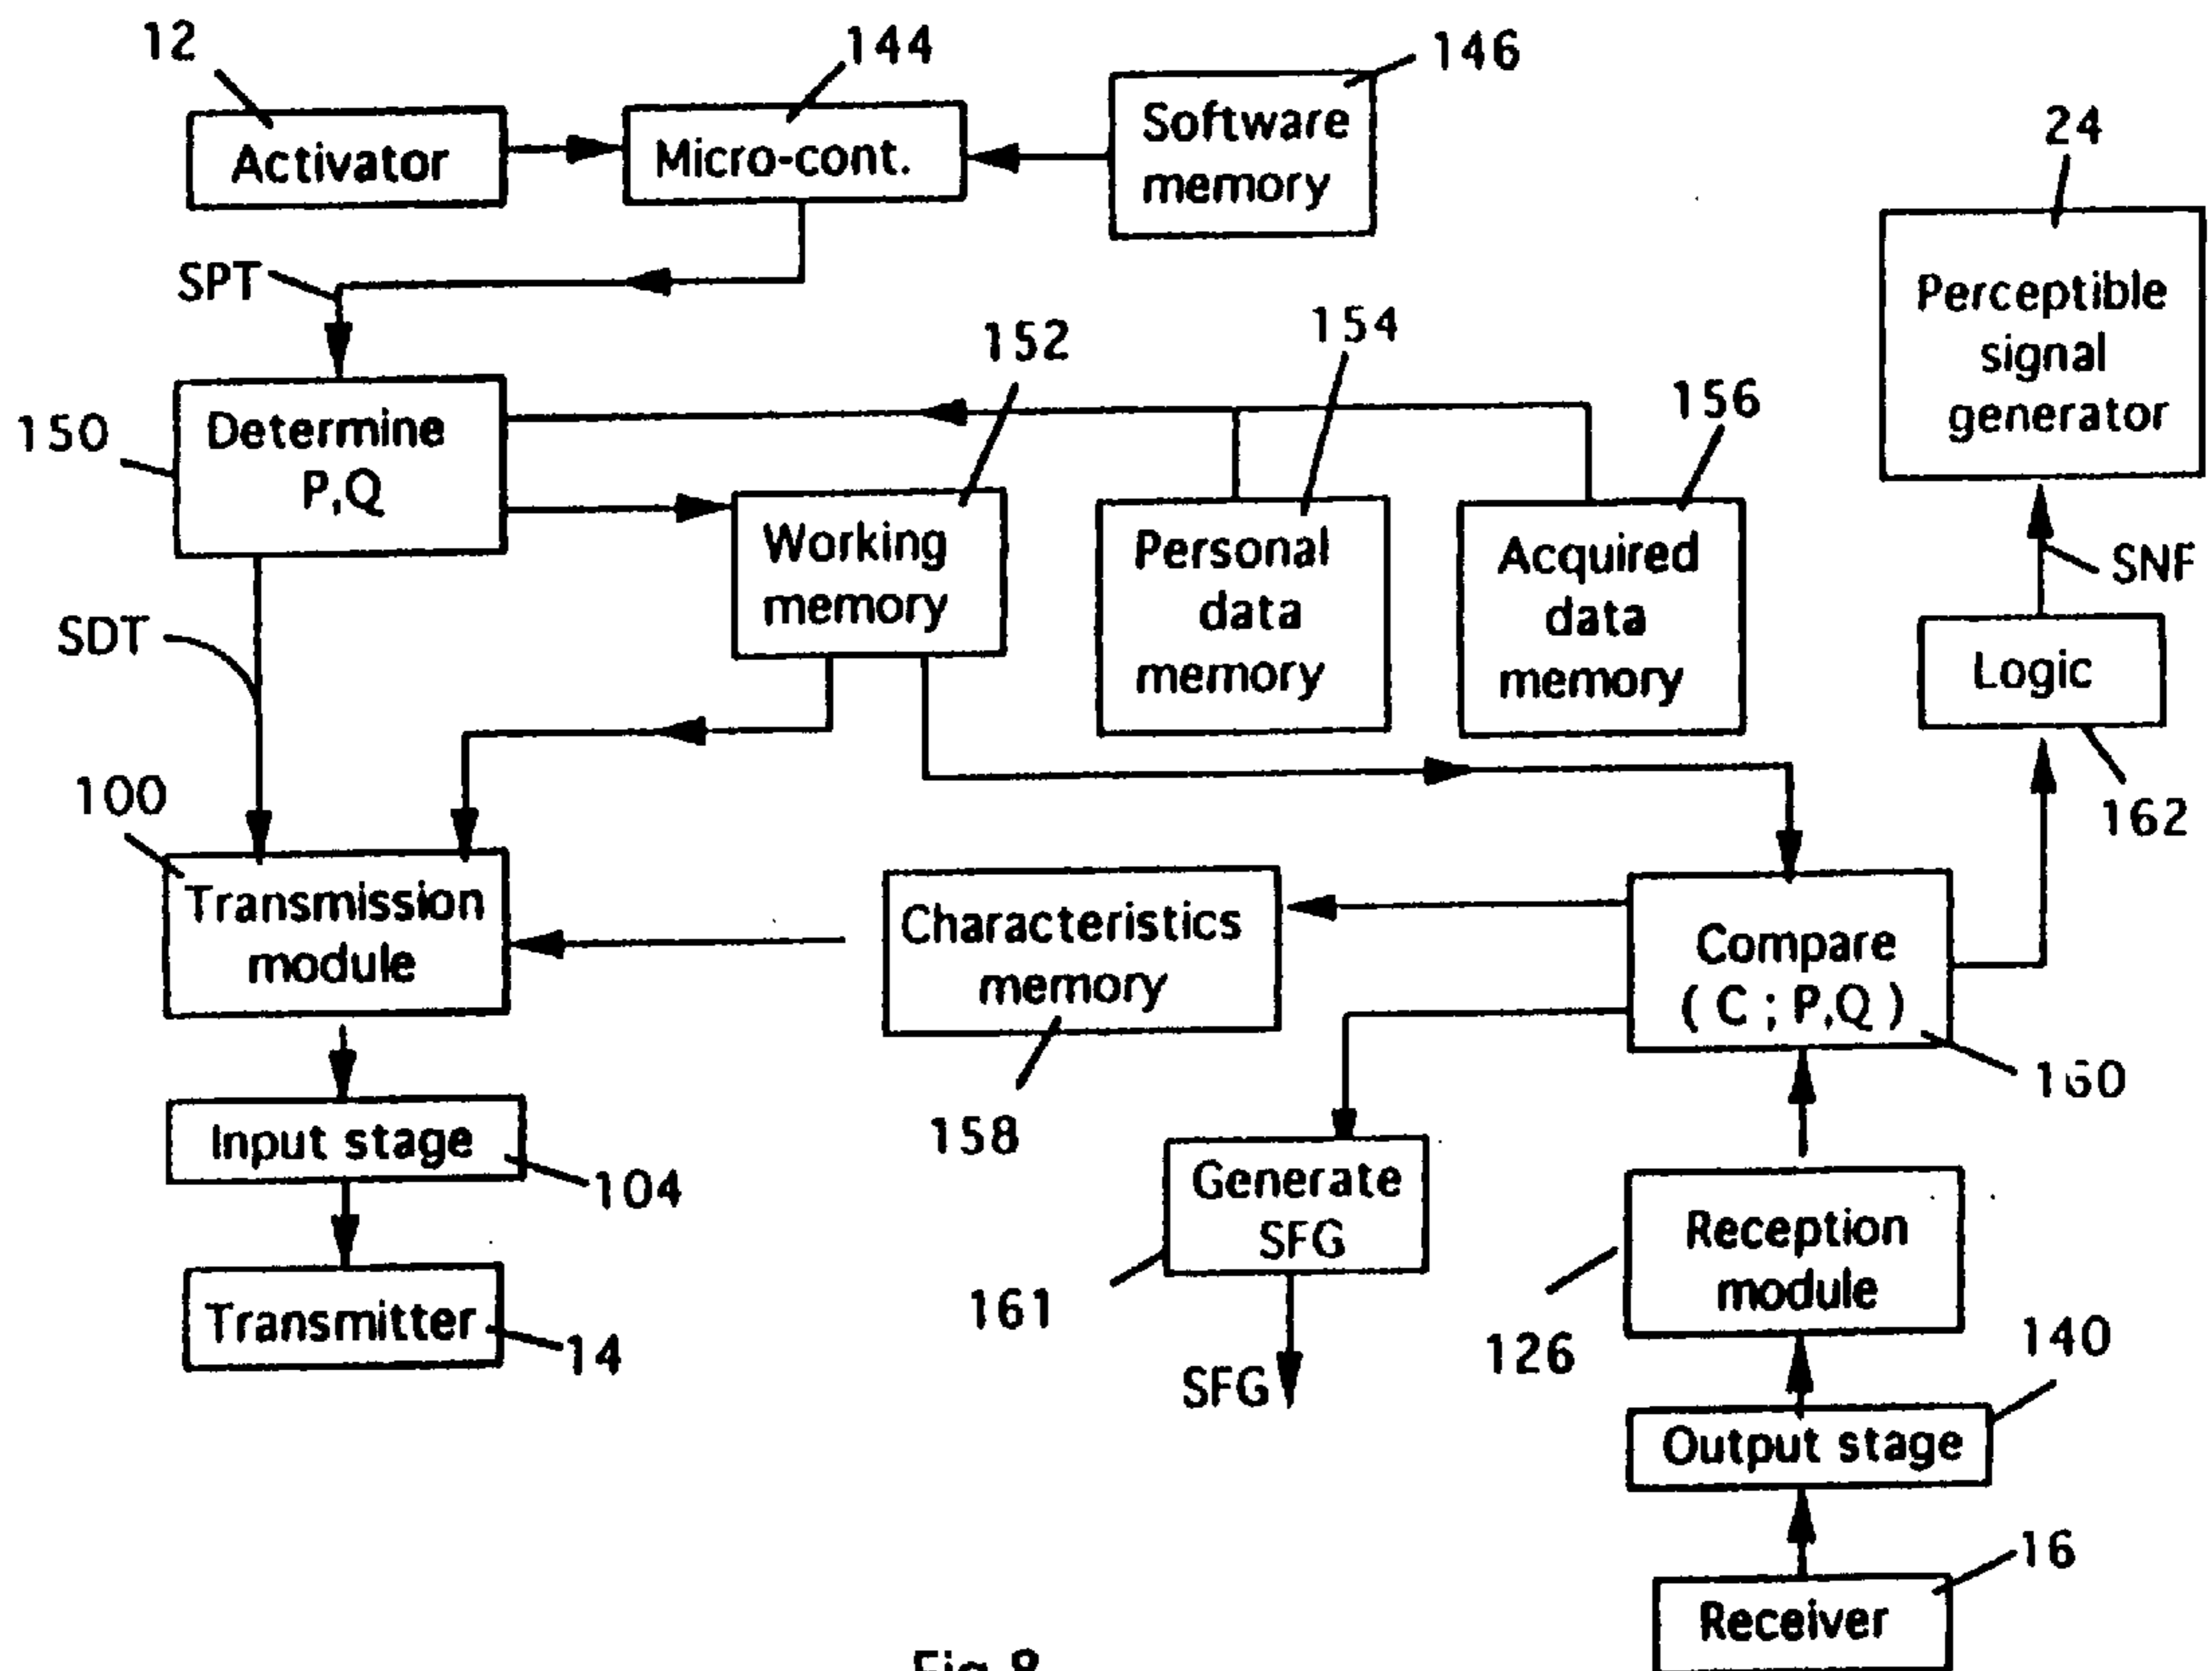 12
144
146
Activator
Micro-cont.
Software
memory
24
Perceptible
signal
generator
SPT
152
154
156
150
Determine
P,Q
Working
memory
Personal
data
memory
Acquired
data
memory
SNF
Logic
162
SDT
100
Transmission
module
Characteristics
memory
158
Compare
( C ; P,Q )
160
Input stage
104
Generate
SFG
161
SFG
Reception
module
126
140
Transmitter
14
Output stage
16
Receiver